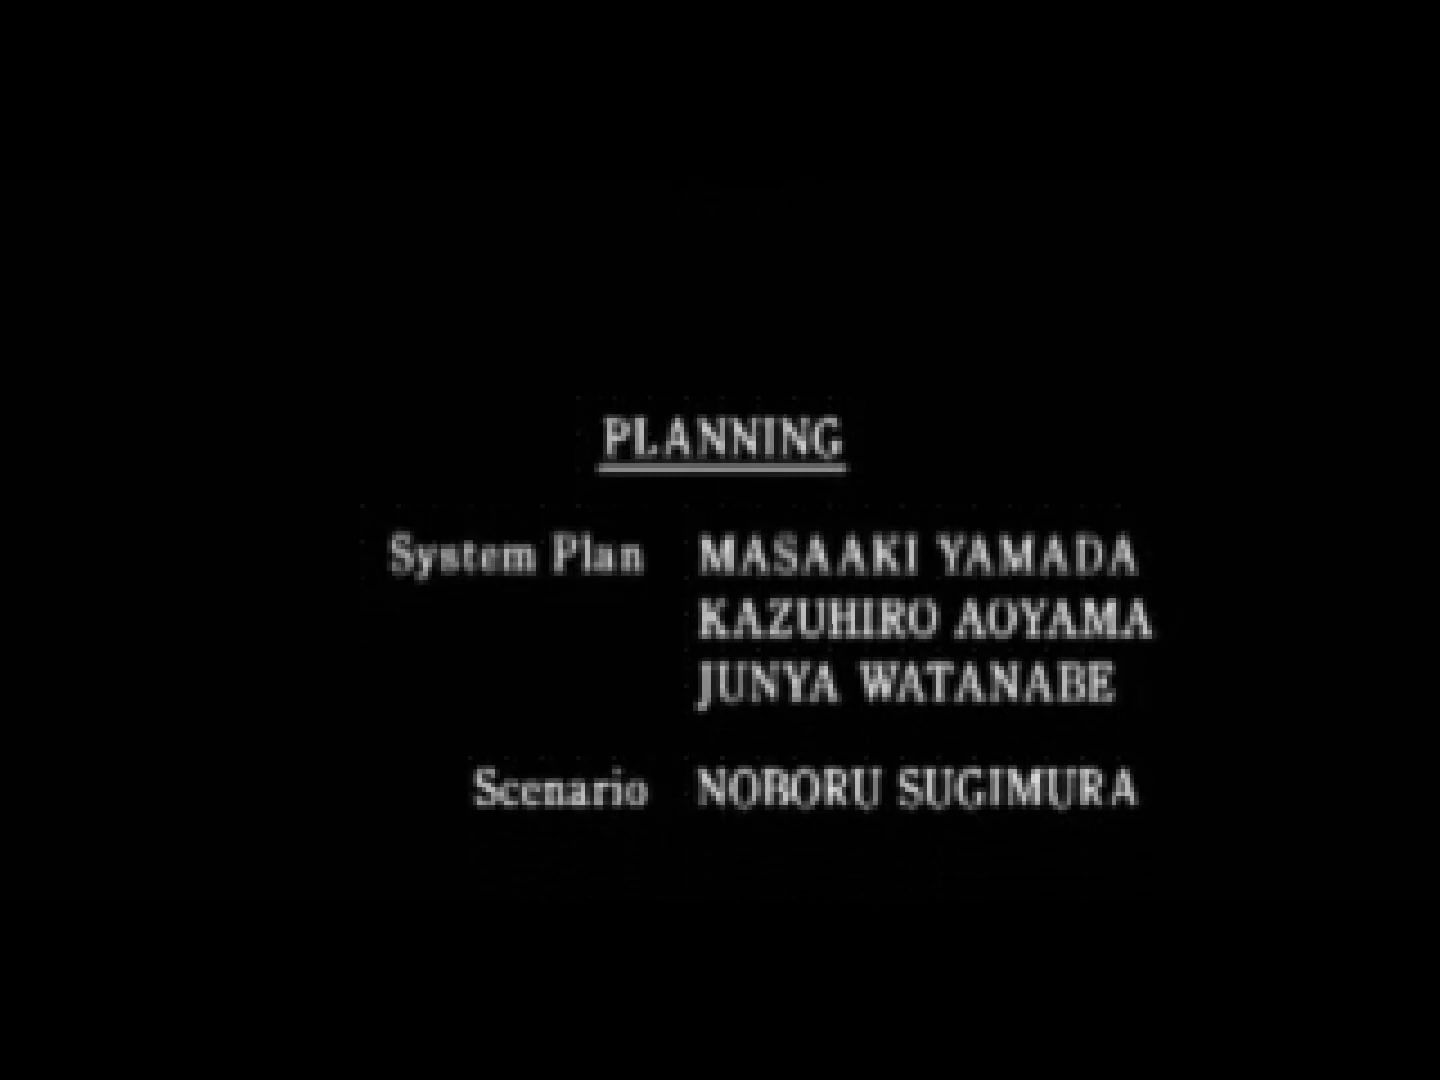 PLANNING
System Plan MASAAKI YAMADA
KAZUHIRO AOYAMA
JUNYA WATANABE
Scenario NOBORU SUGIMURA